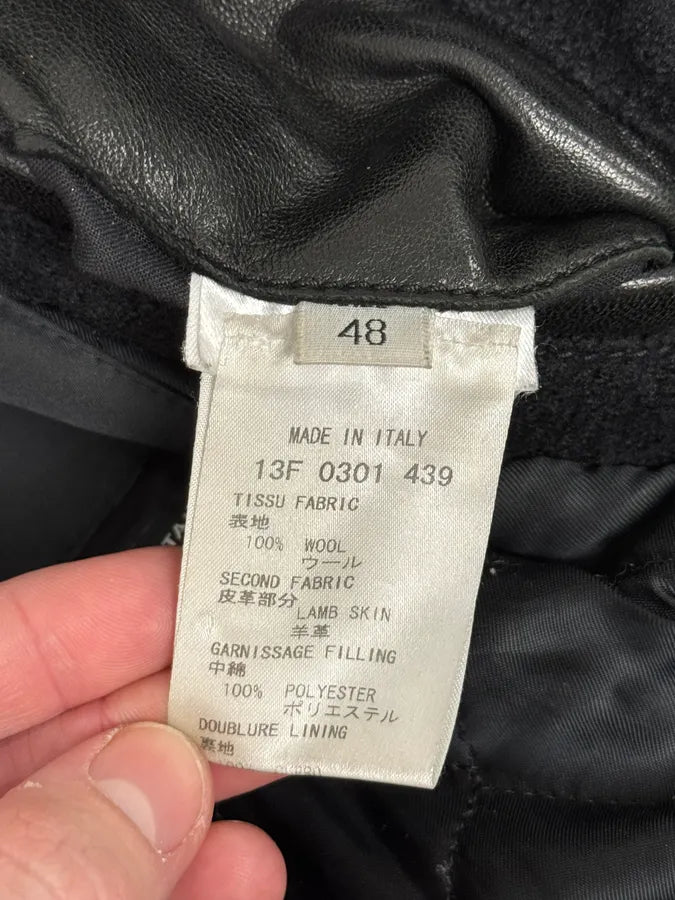 48
MADE IN ITALY
13F 0301 439
TISSU FABRIC
表地
100% WOOL
ウール
SECOND FABRIC
皮革部分
LAMB SKIN
羊革
GARNISSAGE FILLING
中綿
100% POLYESTER
ポリエステル
DOUBLURE LINING
裏地